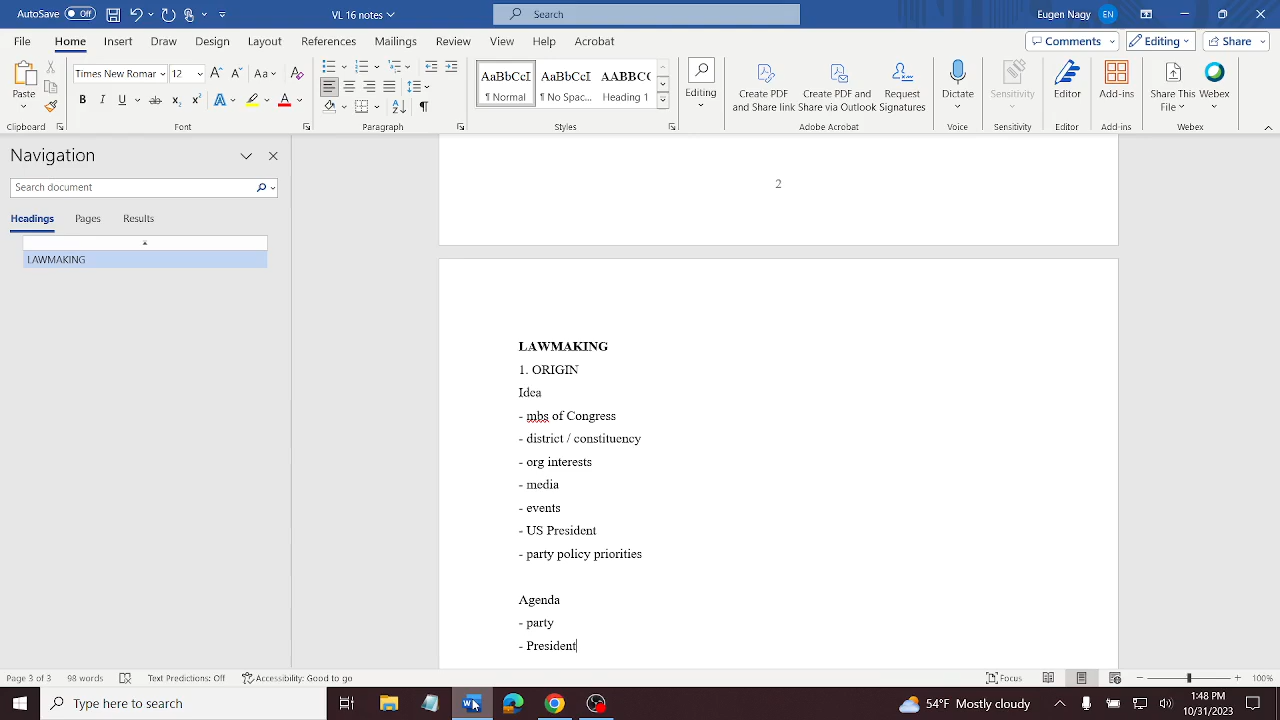 AutoSave Off VL 16 notes Search Eugen Nagy EN
File Home Insert Draw Design Layout References Mailings Review View Help Acrobat Comments Editing Share
Paste Times New Romar 12 Aa A
B I U ab x₂ x² A A
AaBbCcI AaBbCcI AABBC(
¶ Normal ¶ No Spac... Heading 1
Editing
Create PDF and Share link
Create PDF and Share via Outlook
Request Signatures
Dictate
Sensitivity
Editor
Add-ins
Share This File
Webex
Clipboard Font Paragraph Styles Adobe Acrobat Voice Sensitivity Editor Add-ins Webex
Navigation
Search document
Headings Pages Results
LAWMAKING
2
LAWMAKING
1. ORIGIN
Idea
- mbs of Congress
- district / constituency
- org interests
- media
- events
- US President
- party policy priorities
Agenda
- party
- President
Page 3 of 3 98 words Text Predictions: Off Accessibility: Good to go Focus 100%
Type here to search 54°F Mostly cloudy 1:48 PM
10/31/2023